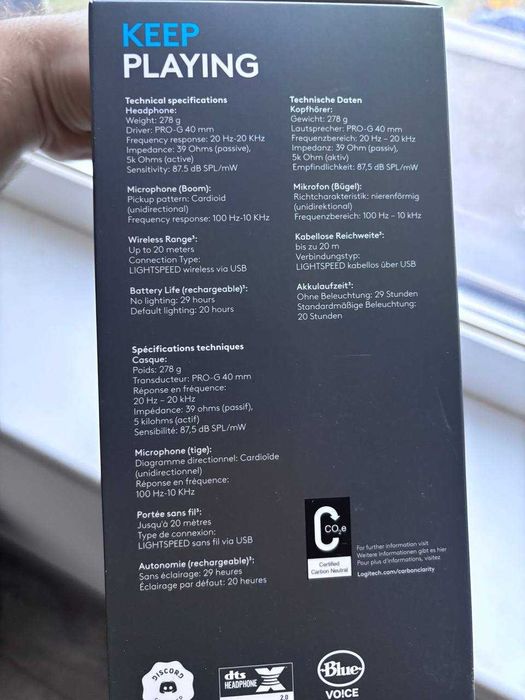 KEEP
PLAYING
Technical specifications
Headphone:
Weight: 278 g
Driver: PRO-G 40 mm
Frequency response: 20 Hz-20 KHz
Impedance: 39 Ohms (passive),
5k Ohms (active)
Sensitivity: 87.5 dB SPL/mW
Microphone (Boom):
Pickup pattern: Cardioid
(unidirectional)
Frequency response: 100 Hz-10 KHz
Wireless Range³:
Up to 20 meters
Connection Type:
LIGHTSPEED wireless via USB
Battery Life (rechargeable)²:
No lighting: 29 hours
Default lighting: 20 hours
Technische Daten
Kopfhörer:
Gewicht: 278 g
Lautsprecher: PRO-G 40 mm
Frequenzbereich: 20 Hz – 20 kHz
Impedanz: 39 Ohm (passiv),
5k Ohm (aktiv)
Empfindlichkeit: 87,5 dB SPL/mW
Mikrofon (Bügel):
Richtcharakteristik: nierenförmig
(unidirektional)
Frequenzbereich: 100 Hz – 10 kHz
Kabellose Reichweite³:
bis zu 20 m
Verbindungstyp:
LIGHTSPEED kabellos über USB
Akkulaufzeit²:
Ohne Beleuchtung: 29 Stunden
Standardmäßige Beleuchtung:
20 Stunden
Spécifications techniques
Casque:
Poids: 278 g
Transducteur: PRO-G 40 mm
Réponse en fréquence:
20 Hz – 20 kHz
Impédance: 39 ohms (passif),
5 kilohms (actif)
Sensibilité: 87,5 dB SPL/mW
Microphone (tige):
Diagramme directionnel: Cardioïde
(unidirectionnel)
Réponse en fréquence:
100 Hz-10 KHz
Portée sans fil³:
Jusqu'à 20 mètres
Type de connexion:
LIGHTSPEED sans fil via USB
Autonomie (rechargeable)²:
Sans éclairage: 29 heures
Éclairage par défaut: 20 heures
CO₂e
Certified
Carbon Neutral
For further information visit
Weitere Informationen gibt es hier
Pour plus d'informations, visitez
Logitech.com/carbonclarity
DISCORD
dts
HEADPHONE X
2.0
Blue
VO!CE